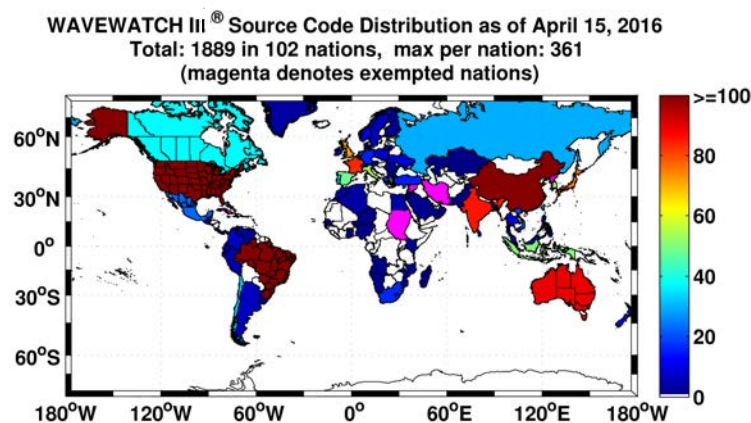 WAVEWATCH III ® Source Code Distribution as of April 15, 2016
Total: 1889 in 102 nations, max per nation: 361
(magenta denotes exempted nations)
>=100
60°N
80
30°N
60
0°
40
30°S
20
60°S
0
180°W 120°W 60°W 0° 60°E 120°E 180°W